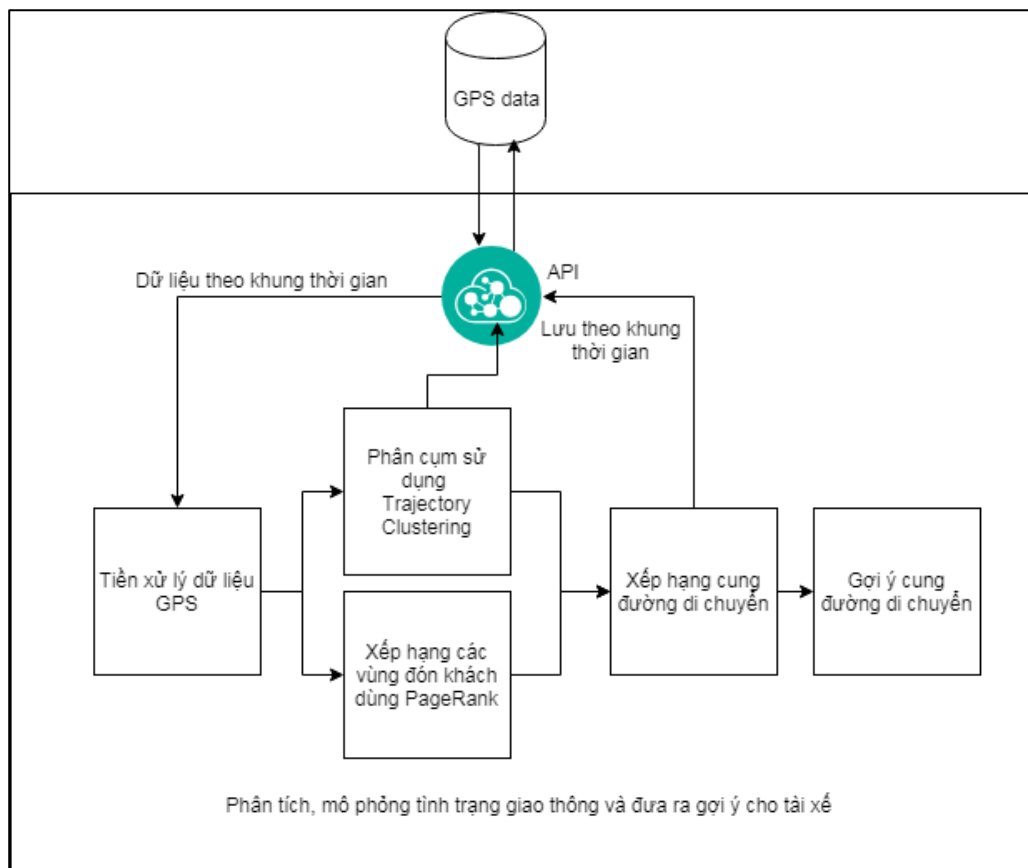 GPS data
API
Dữ liệu theo khung thời gian
Lưu theo khung
thời gian
Phân cụm sử
dụng
Trajectory
Clustering
Tiền xử lý dữ liệu
GPS
Xếp hạng các
vùng đón khách
dùng PageRank
Xếp hạng cung
đường di chuyển
Gợi ý cung
đường di chuyển
Phân tích, mô phỏng tình trạng giao thông và đưa ra gợi ý cho tài xế